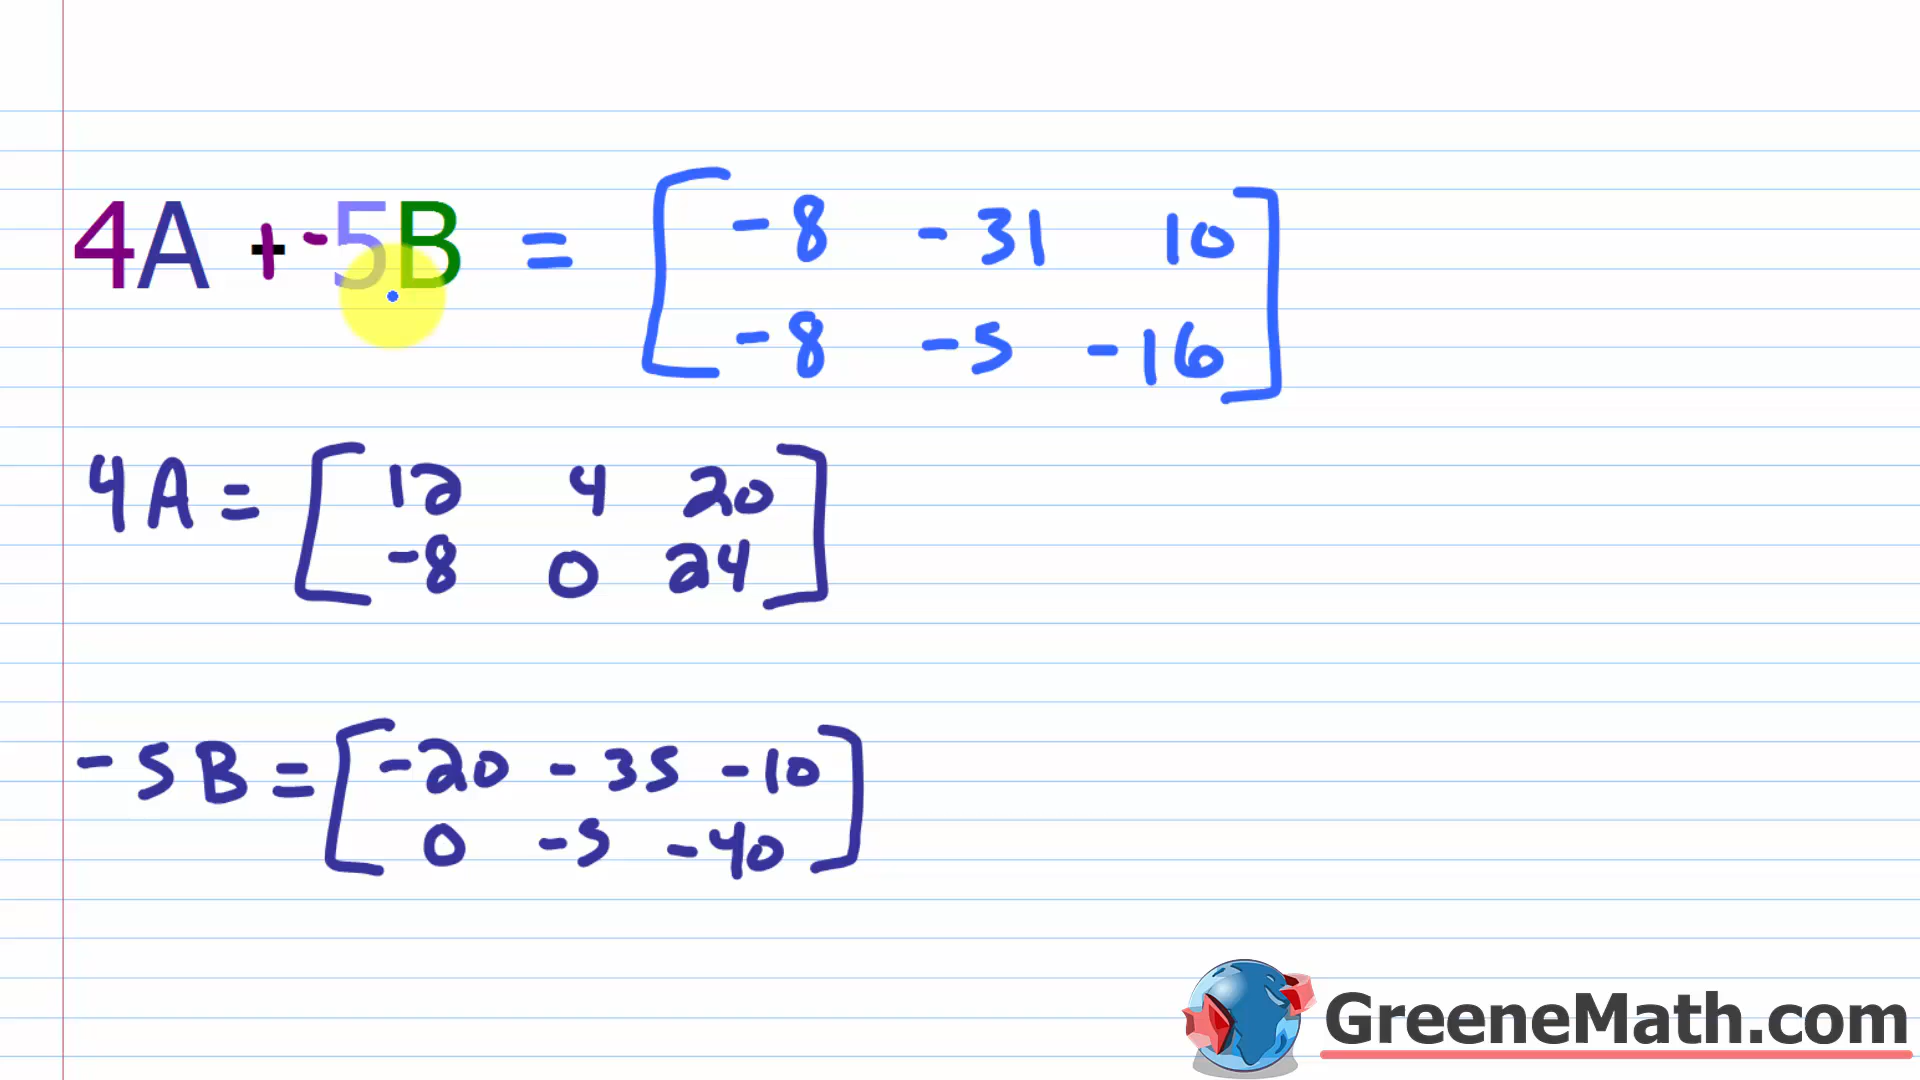 4A + -5B = [ -8 -31 10
-8 -5 -16 ]
4A = [ 12 4 20
-8 0 24 ]
-5B = [ -20 -35 -10
0 -5 -40 ]
GreeneMath.com